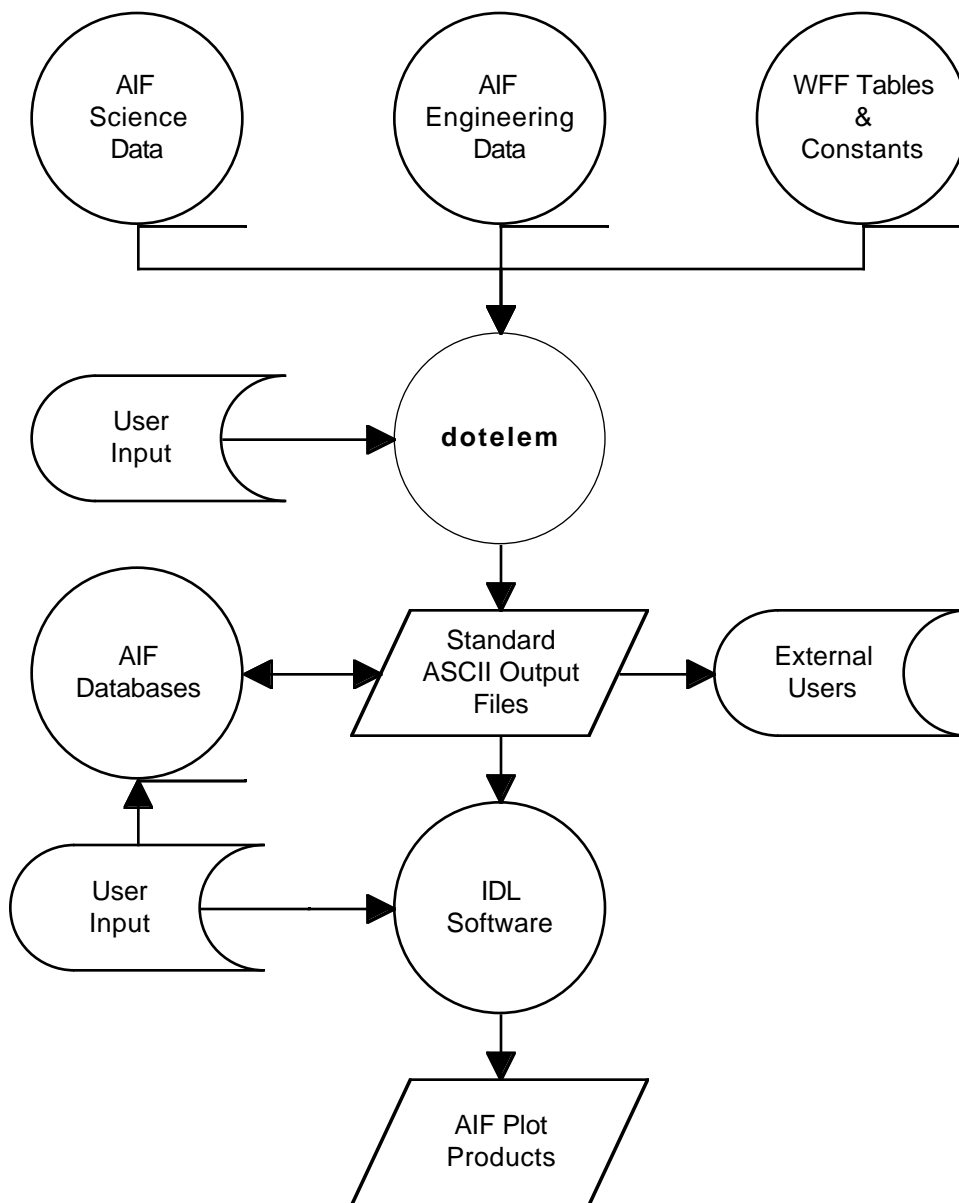 AIF
Science
Data
AIF
Engineering
Data
WFF Tables
&
Constants
User
Input
dotelem
AIF
Databases
Standard
ASCII Output
Files
External
Users
User
Input
IDL
Software
AIF Plot
Products